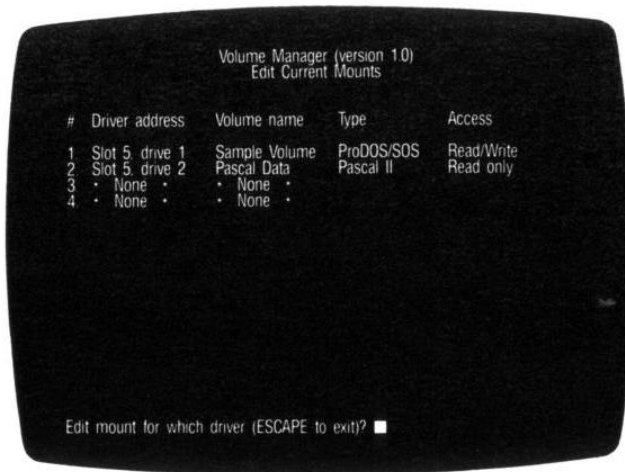 Volume Manager (version 1.0)
Edit Current Mounts
# Driver address Volume name Type Access
1 Slot 5, drive 1 Sample Volume ProDOS/SOS Read/Write
2 Slot 5, drive 2 Pascal Data Pascal II Read only
3 • None • • None •
4 • None • • None •
Edit mount for which driver (ESCAPE to exit)?